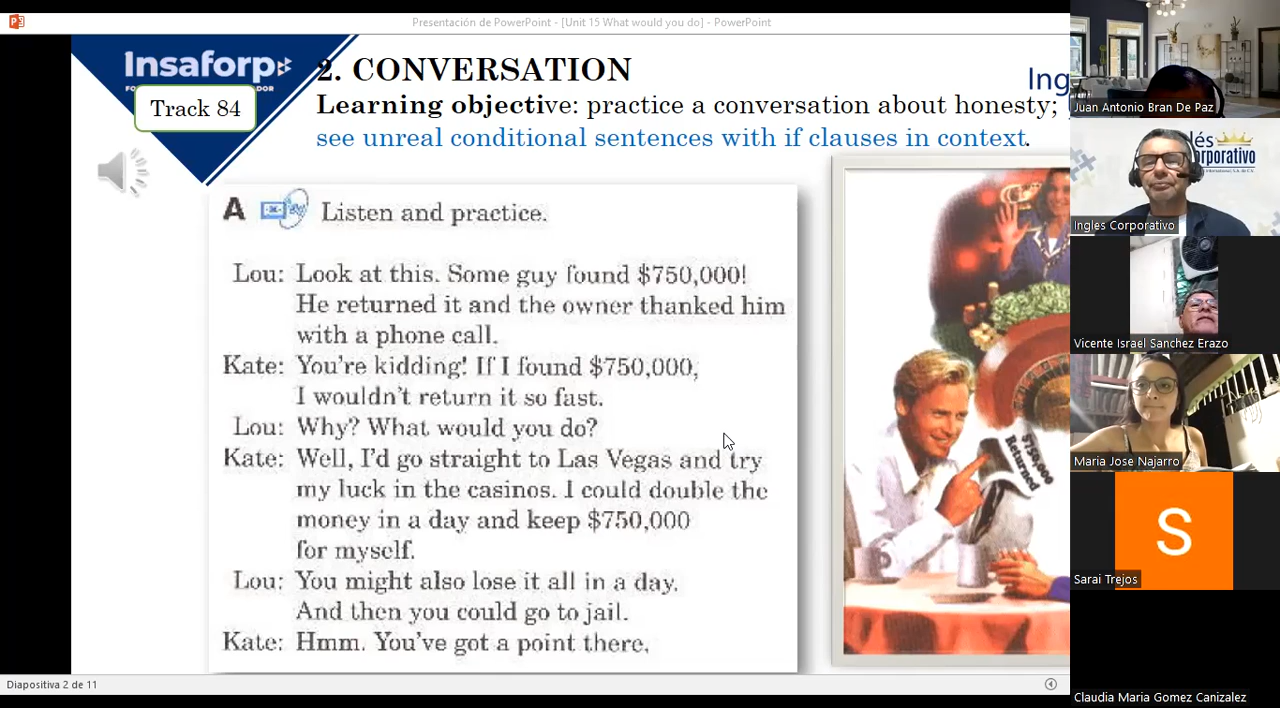 Presentación de PowerPoint - [Unit 15 What would you do] - PowerPoint
Insaforp
Track 84
2. CONVERSATION
Learning objective: practice a conversation about honesty;
see unreal conditional sentences with if clauses in context.
Ing
A Listen and practice.
Lou: Look at this. Some guy found $750,000!
He returned it and the owner thanked him
with a phone call.
Kate: You're kidding! If I found $750,000,
I wouldn't return it so fast.
Lou: Why? What would you do?
Kate: Well, I'd go straight to Las Vegas and try
my luck in the casinos. I could double the
money in a day and keep $750,000
for myself.
Lou: You might also lose it all in a day.
And then you could go to jail.
Kate: Hmm. You've got a point there.
$750,000
Returned
Diapositiva 2 de 11
Juan Antonio Bran De Paz
lés
orporativo
Ingles Corporativo
Vicente Israel Sanchez Erazo
Maria Jose Najarro
S
Sarai Trejos
Claudia Maria Gomez Canizalez